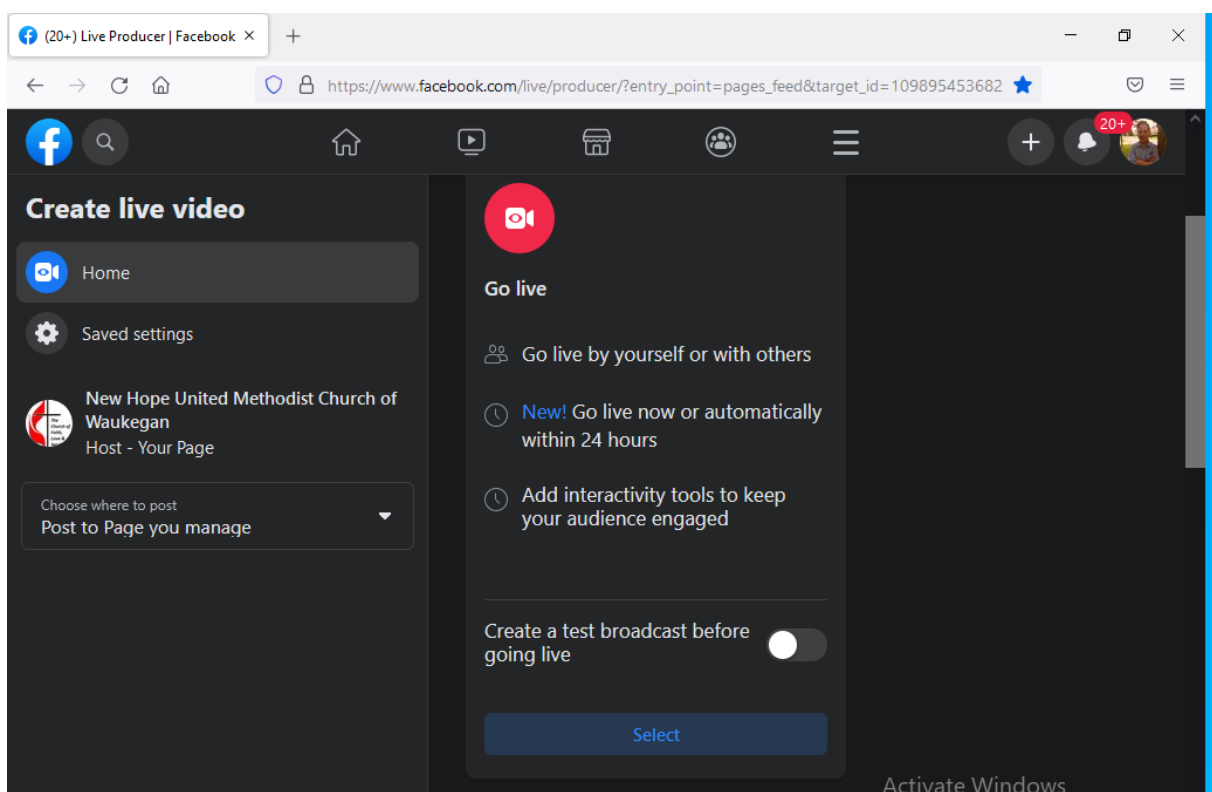 (20+) Live Producer | Facebook
https://www.facebook.com/live/producer/?entry_point=pages_feed&target_id=109895453682
20+
Create live video
Home
Saved settings
New Hope United Methodist Church of
Waukegan
Host - Your Page
Choose where to post
Post to Page you manage
Go live
Go live by yourself or with others
New! Go live now or automatically
within 24 hours
Add interactivity tools to keep
your audience engaged
Create a test broadcast before
going live
Select
Activate Windows